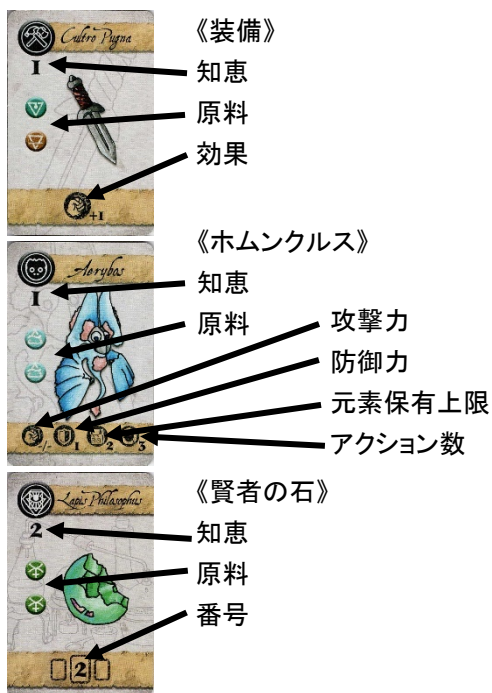 Cultro Pugna
《装備》
I
知恵
原料
効果
+I
Aerybos
《ホムンクルス》
I
知恵
原料
攻撃力
防御力
元素保有上限
アクション数
-/- 1 2 3
Lapis Philosophus
《賢者の石》
2
知恵
原料
番号
2